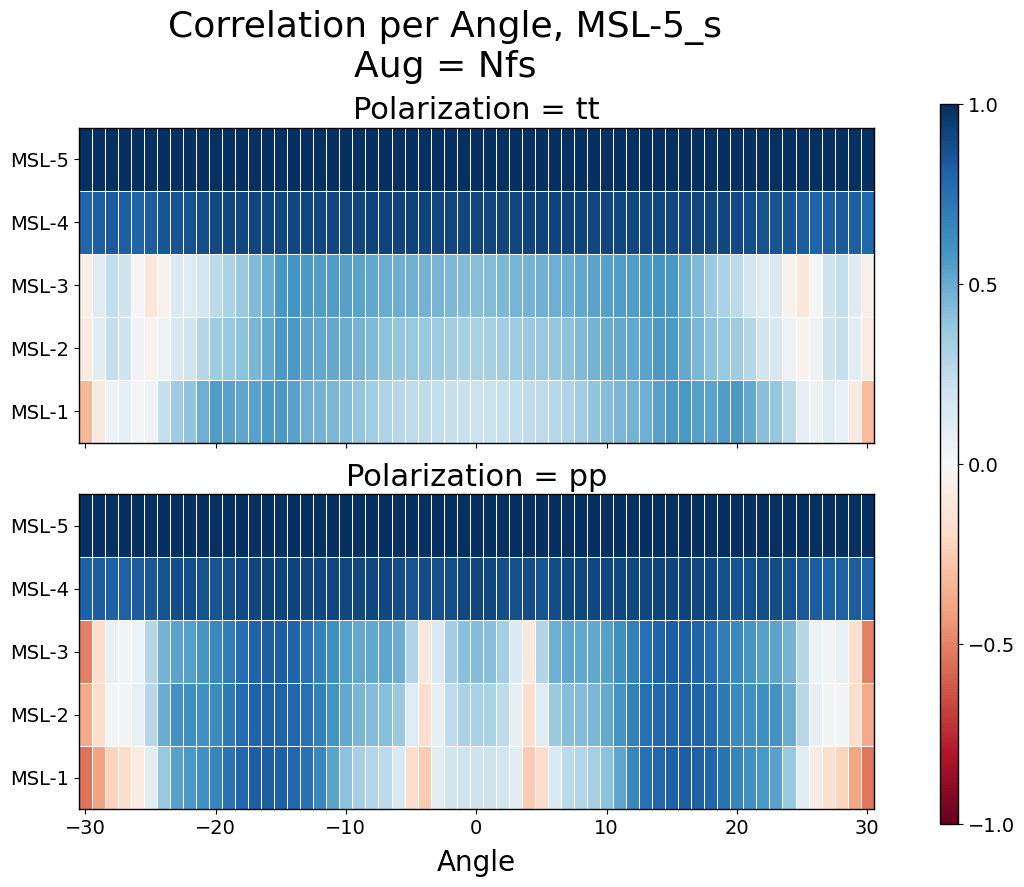 Correlation per Angle, MSL-5_s
Aug = Nfs
Polarization = tt
MSL-5
MSL-4
MSL-3
MSL-2
MSL-1
Polarization = pp
MSL-5
MSL-4
MSL-3
MSL-2
MSL-1
−30
−20
−10
0
10
20
30
Angle
1.0
0.5
0.0
−0.5
−1.0